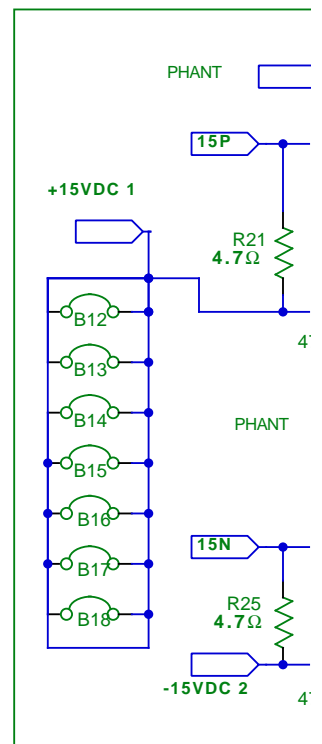 PHANT
15P
+15VDC 1
R21
4.7Ω
B12
B13
B14
B15
B16
B17
B18
PHANT
15N
R25
4.7Ω
-15VDC 2